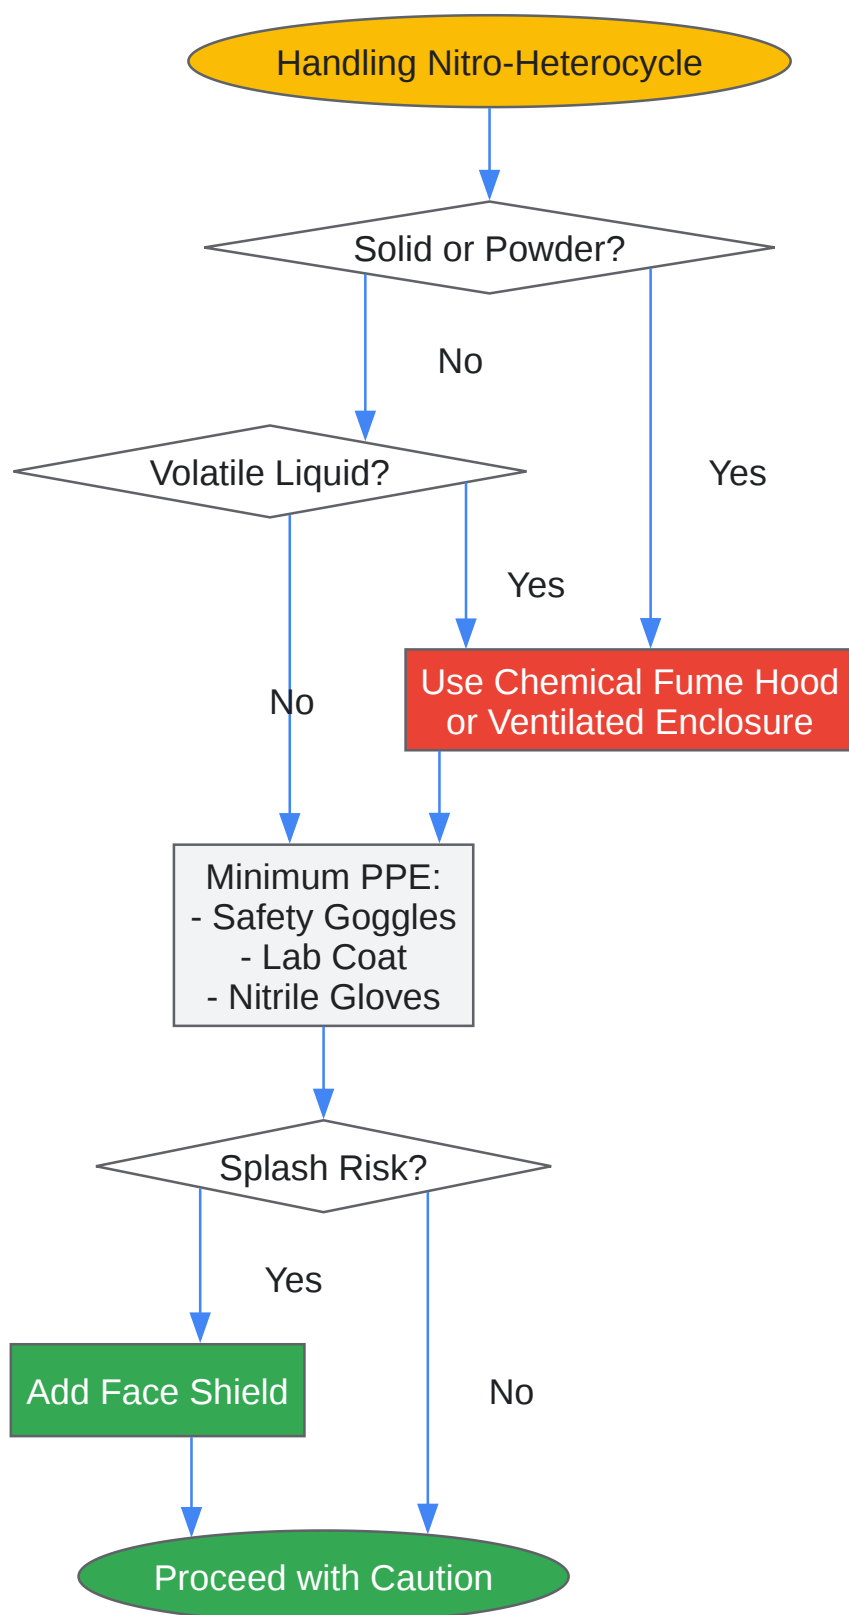 Handling Nitro-Heterocycle
Solid or Powder?
No
Volatile Liquid?
Yes
Yes
Use Chemical Fume Hood
or Ventilated Enclosure
No
Minimum PPE:
- Safety Goggles
- Lab Coat
- Nitrile Gloves
Splash Risk?
Yes
Add Face Shield
No
Proceed with Caution